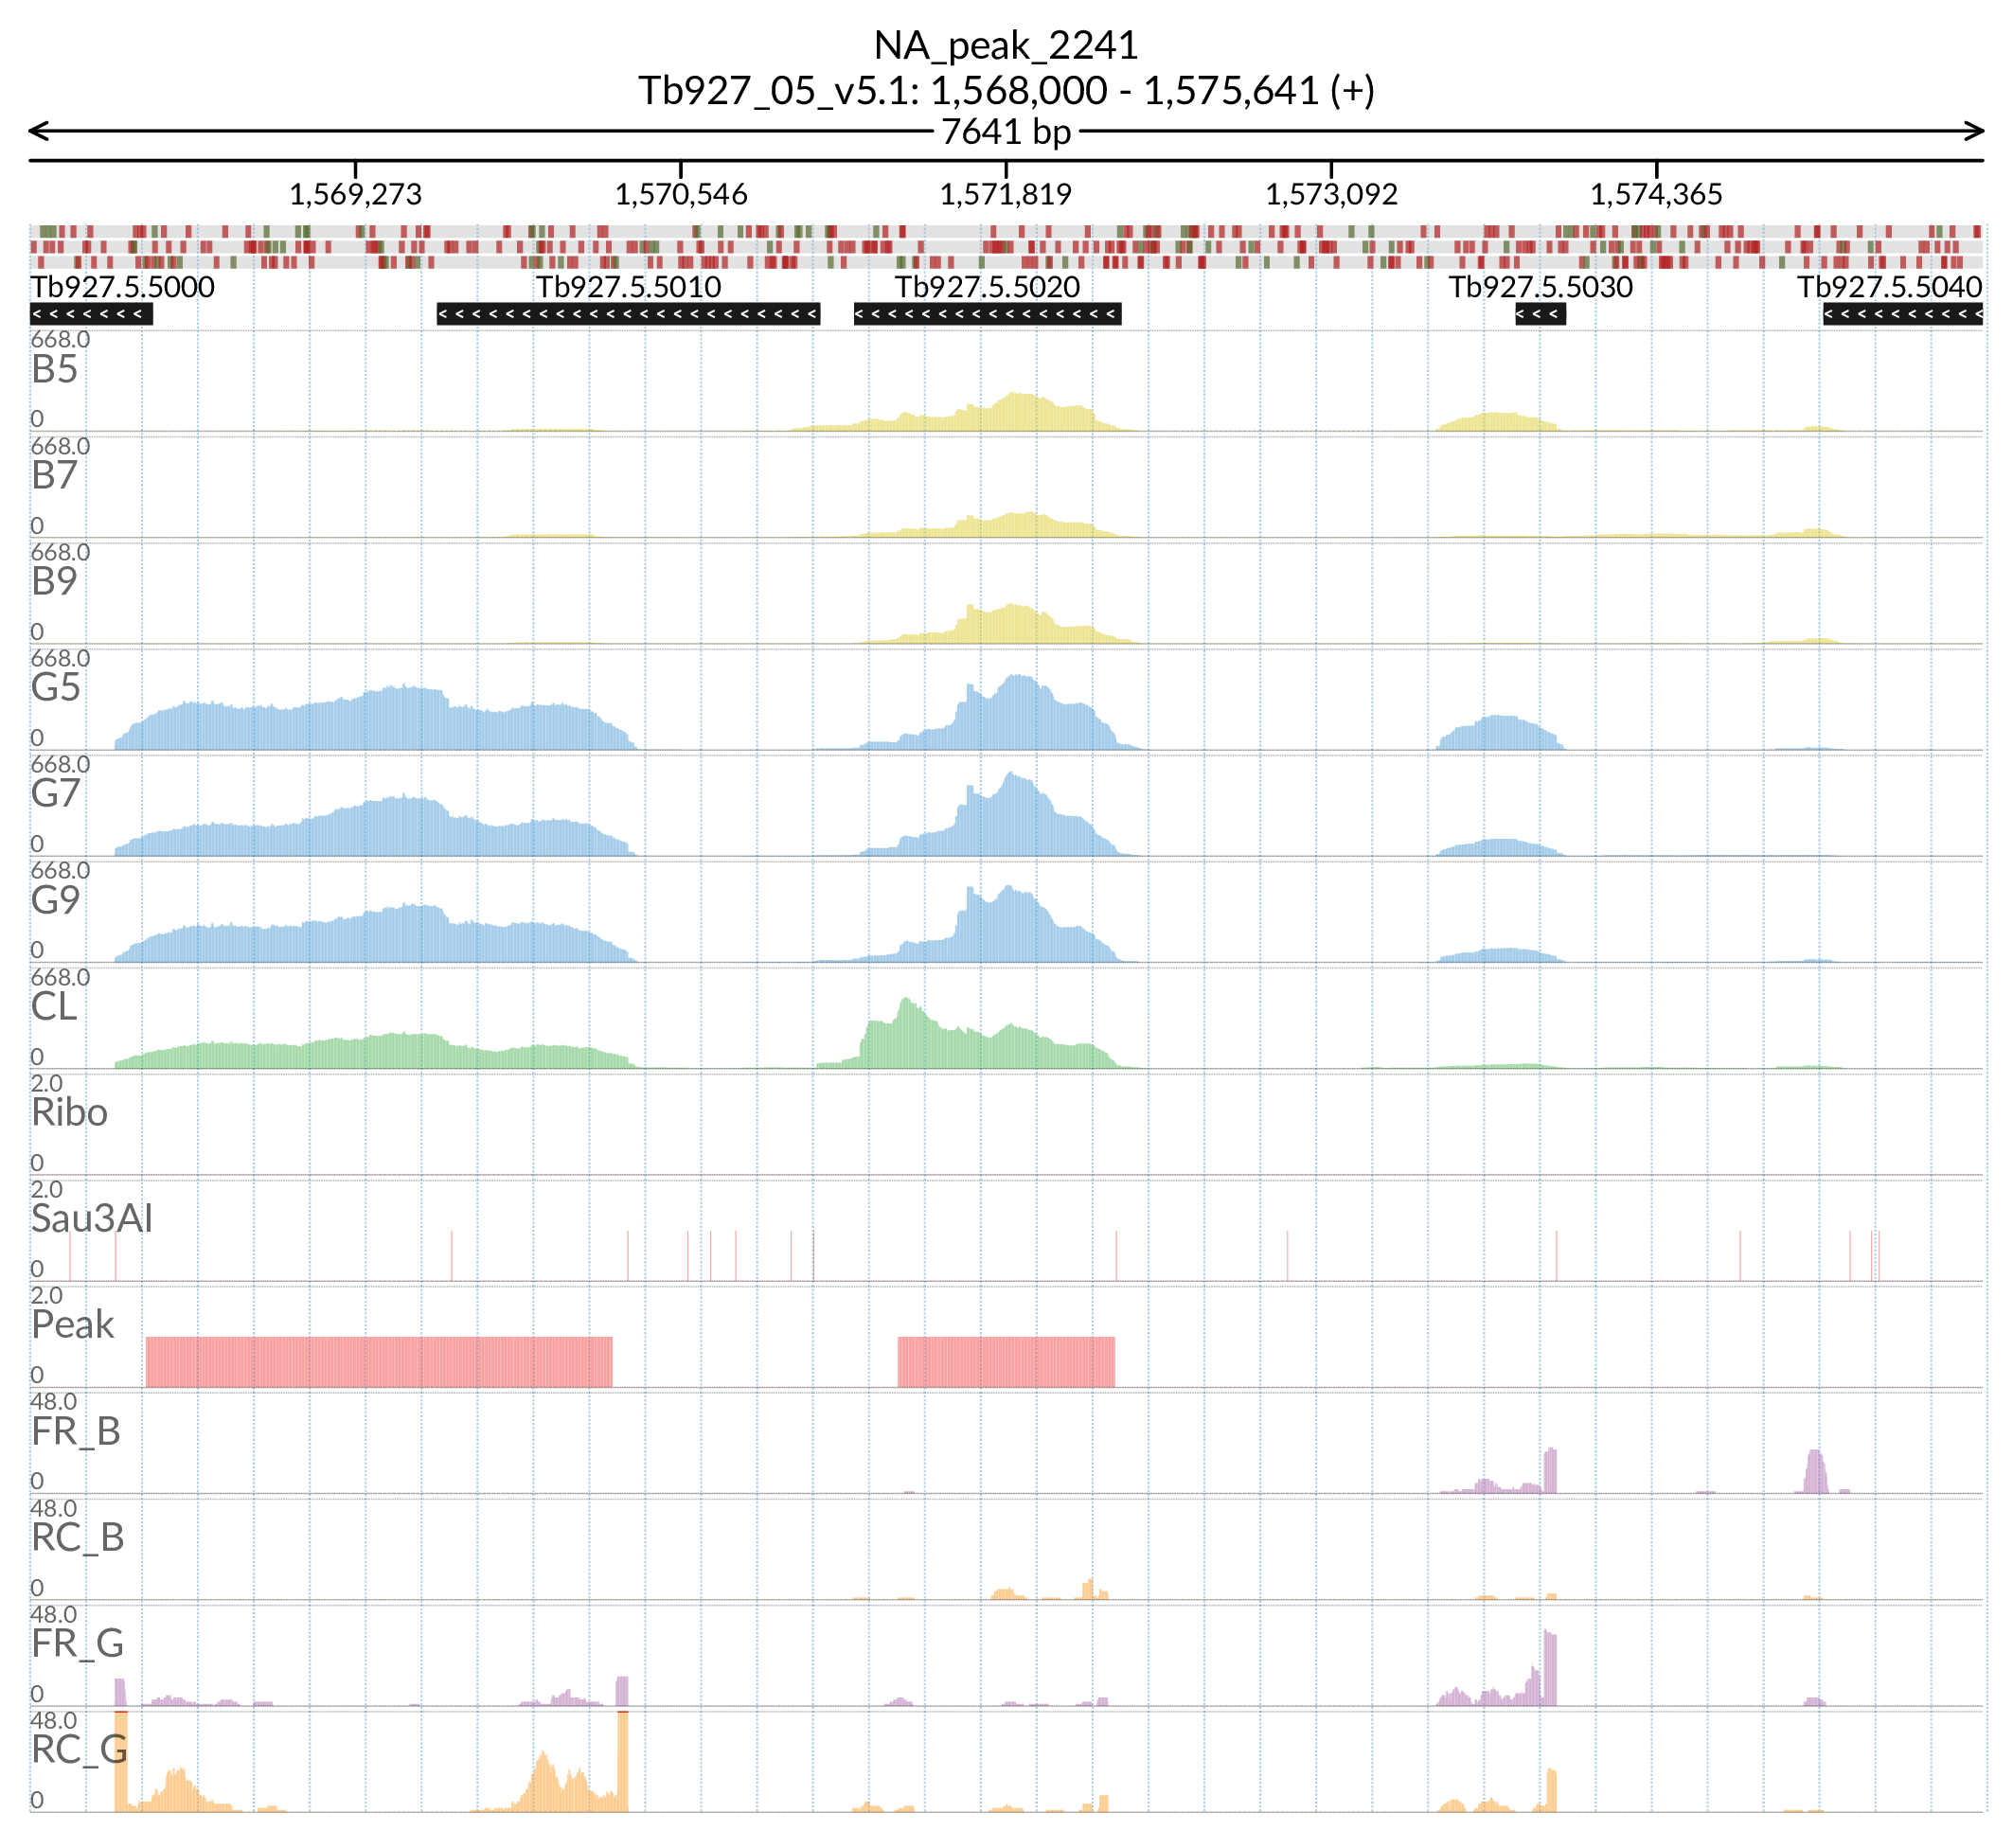 NA_peak_2241
Tb927_05_v5.1: 1,568,000 - 1,575,641 (+)
7641 bp
1,569,273 1,570,546 1,571,819 1,573,092 1,574,365
Tb927.5.5000 Tb927.5.5010 Tb927.5.5020 Tb927.5.5030 Tb927.5.5040
668.0
B5
0
668.0
B7
0
668.0
B9
0
668.0
G5
0
668.0
G7
0
668.0
G9
0
668.0
CL
0
2.0
Ribo
0
2.0
Sau3AI
0
2.0
Peak
0
48.0
FR_B
0
48.0
RC_B
0
48.0
FR_G
0
48.0
RC_G
0